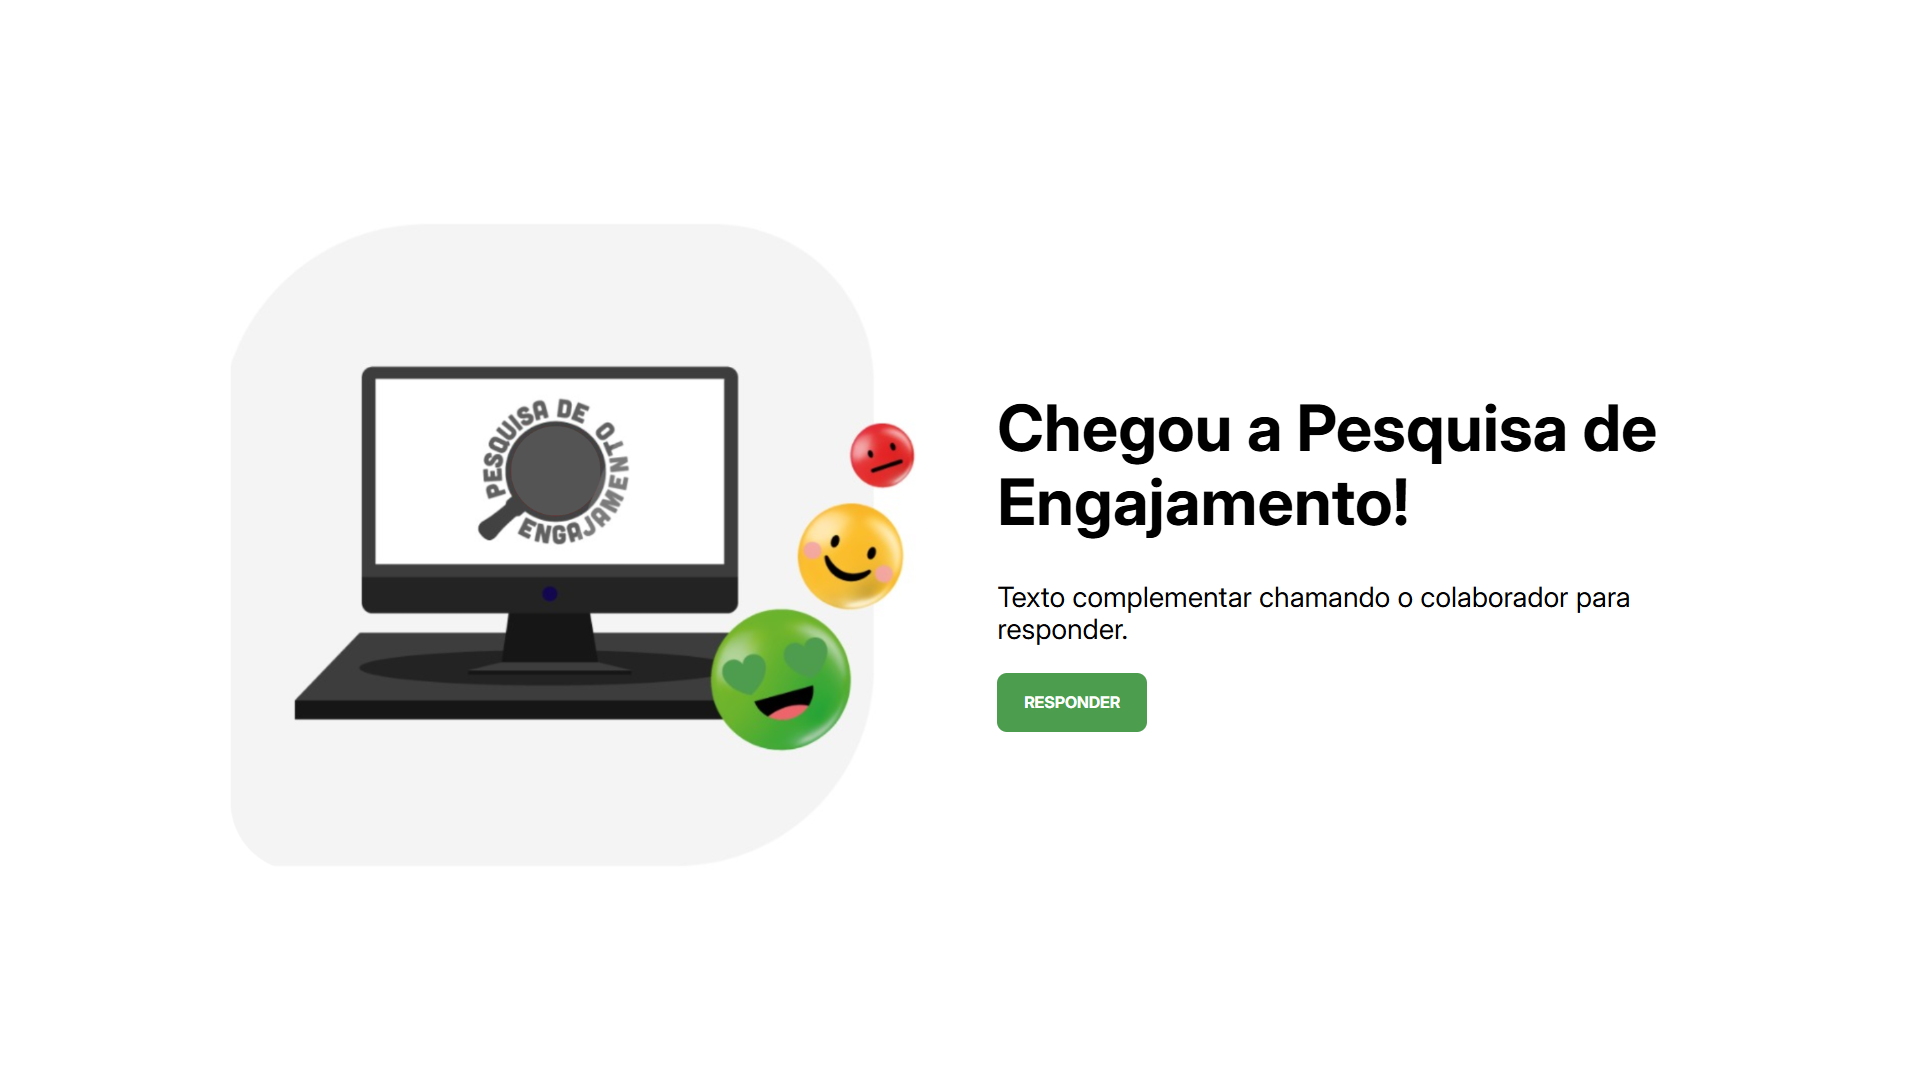 PESQUISA DE
ENGAJAMENTO
Chegou a Pesquisa de
Engajamento!
Texto complementar chamando o colaborador para
responder.
RESPONDER